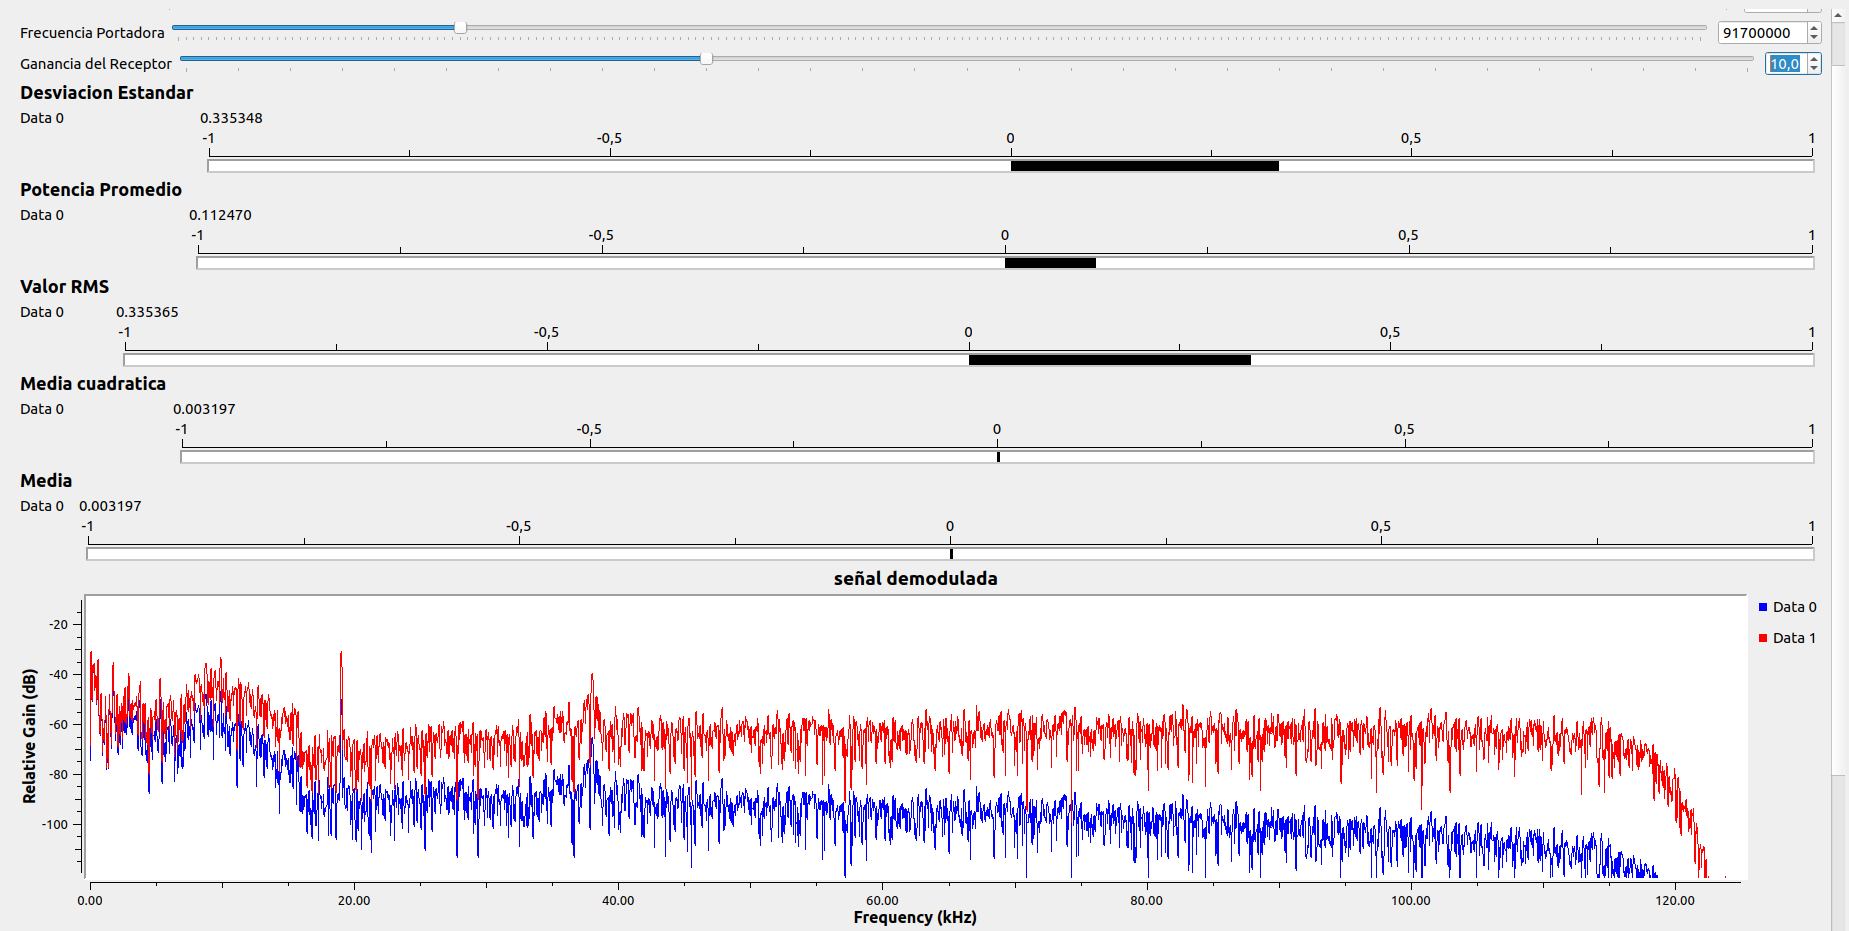 Frecuencia Portadora 91700000
Ganancia del Receptor 10,0
Desviacion Estandar
Data 0 0.335348
-1 -0,5 0 0,5 1
Potencia Promedio
Data 0 0.112470
-1 -0,5 0 0,5 1
Valor RMS
Data 0 0.335365
-1 -0,5 0 0,5 1
Media cuadratica
Data 0 0.003197
-1 -0,5 0 0,5 1
Media
Data 0 0.003197
-1 -0,5 0 0,5 1
señal demodulada
Data 0
Data 1
Relative Gain (dB)
-20
-40
-60
-80
-100
0.00 20.00 40.00 60.00 80.00 100.00 120.00
Frequency (kHz)